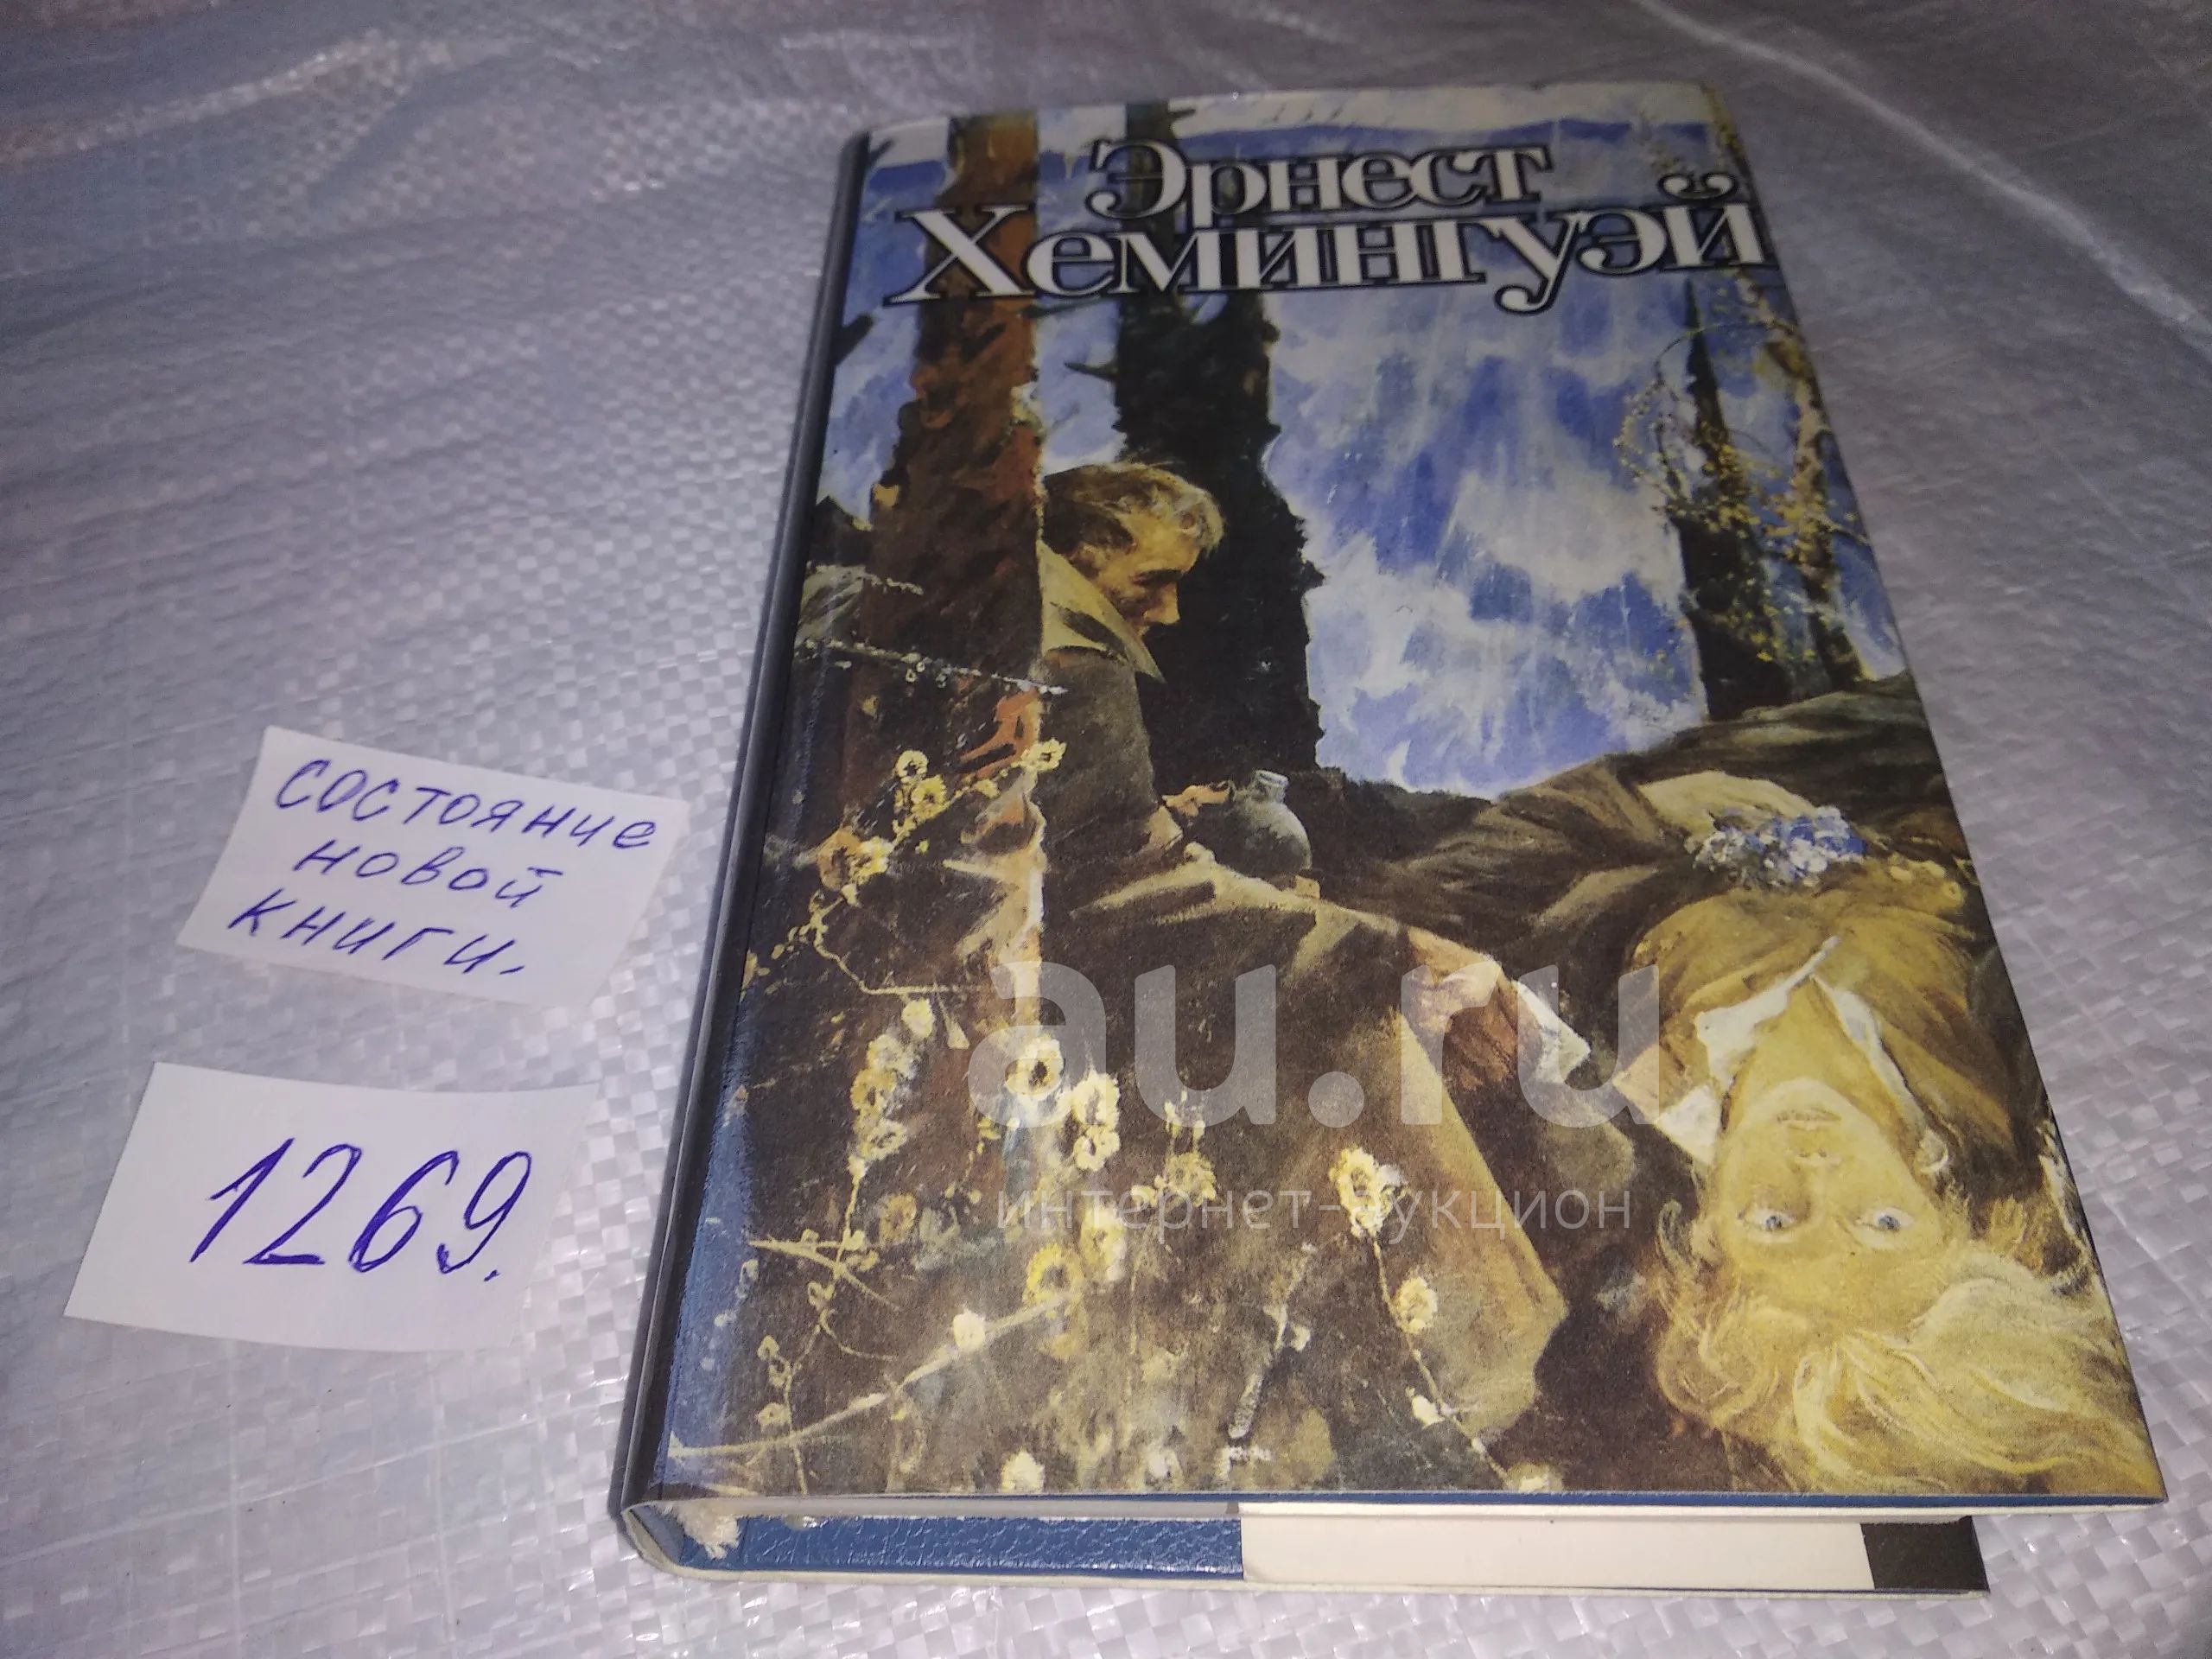 Эрнест
Хемингуэй
состояние
новой
книги.
1269.
au.ru
интернет-аукцион